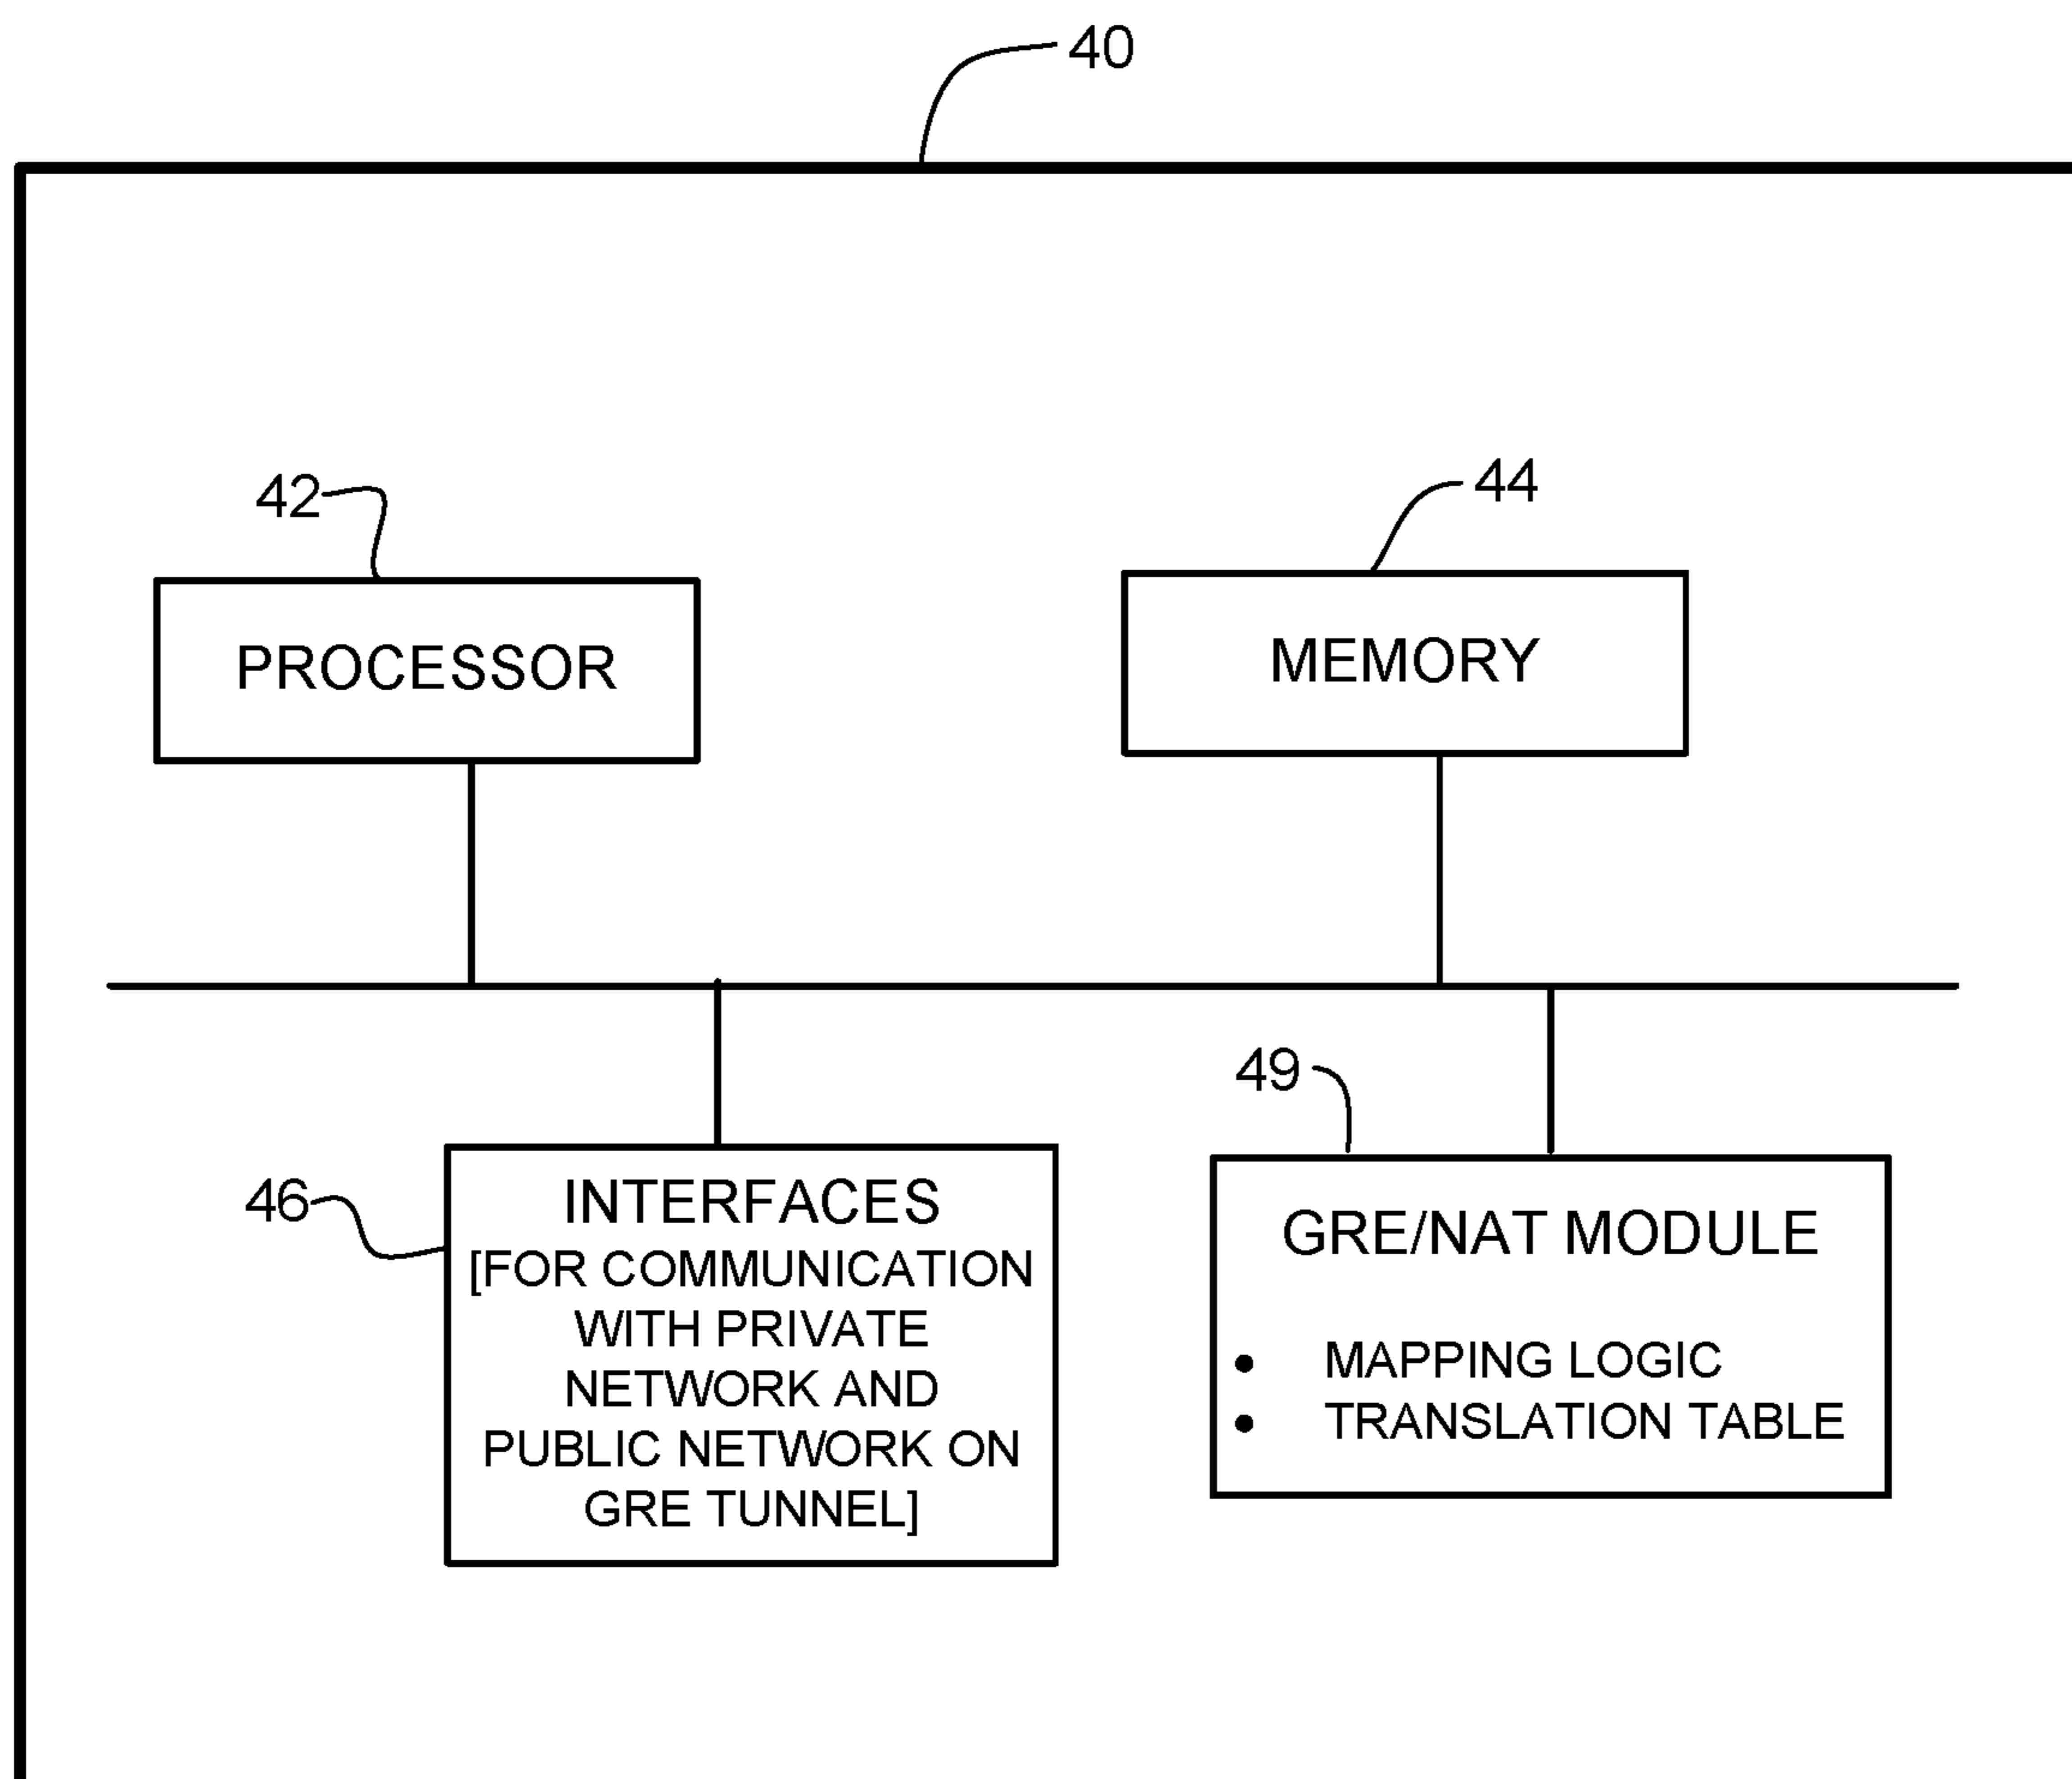 40
42
44
PROCESSOR
MEMORY
49
46
INTERFACES
[FOR COMMUNICATION
WITH PRIVATE
NETWORK AND
PUBLIC NETWORK ON
GRE TUNNEL]
GRE/NAT MODULE
• MAPPING LOGIC
• TRANSLATION TABLE